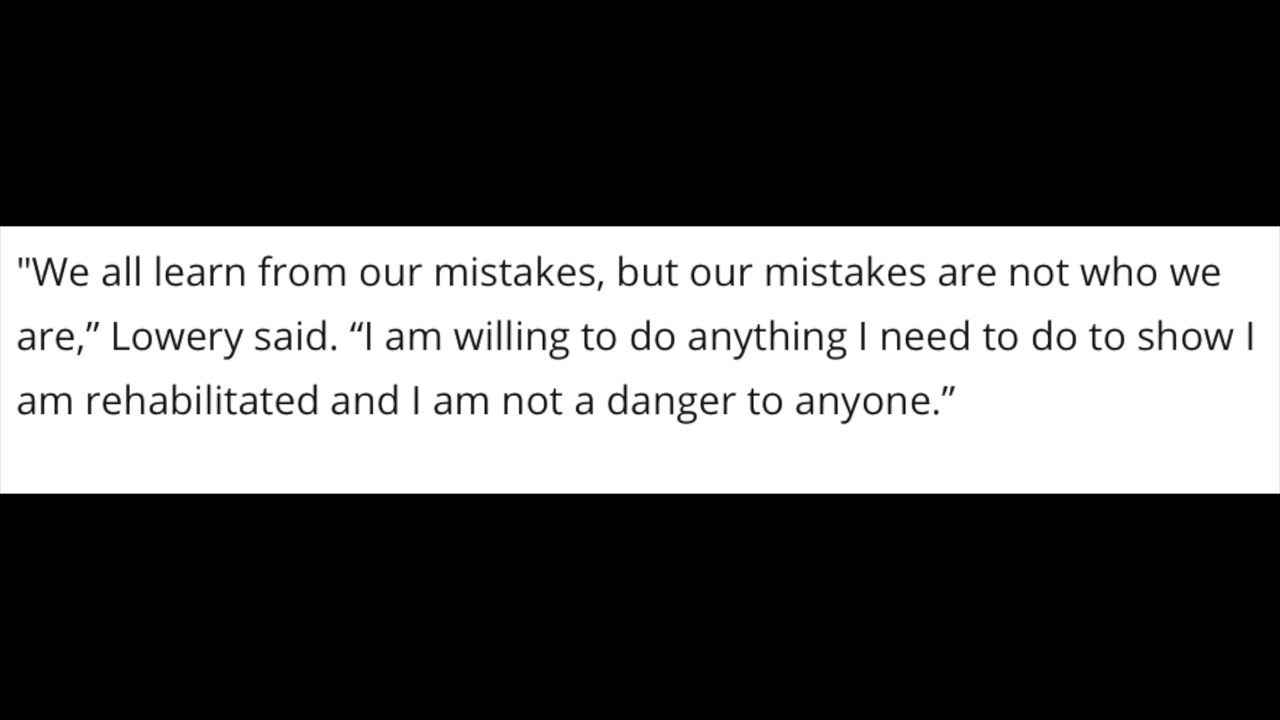 "We all learn from our mistakes, but our mistakes are not who we
are,” Lowery said. “I am willing to do anything I need to do to show I
am rehabilitated and I am not a danger to anyone.”